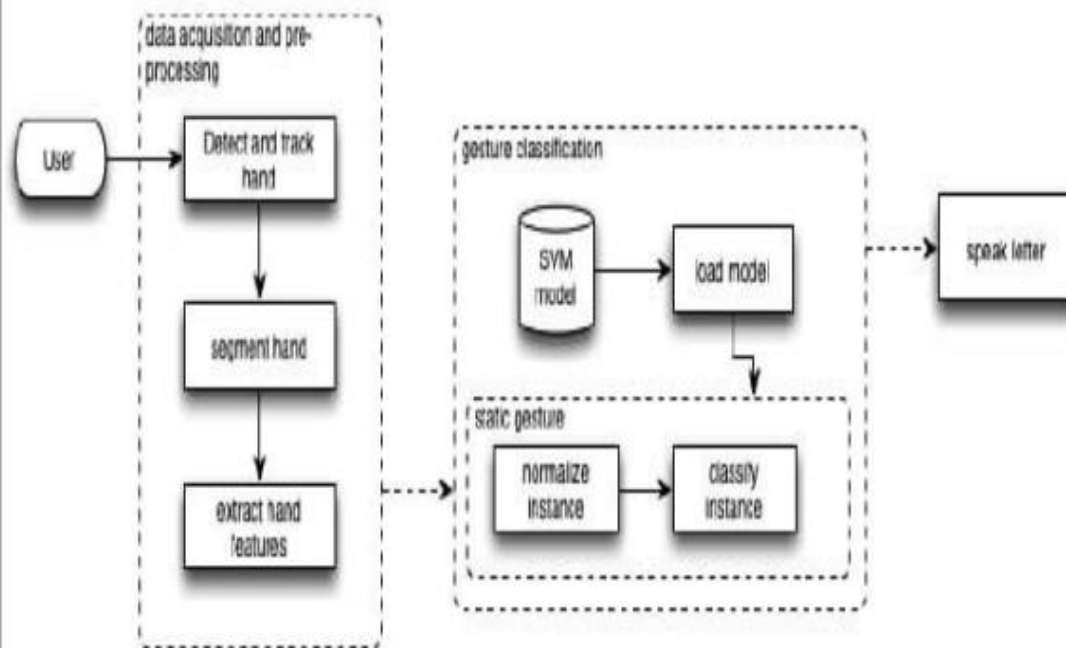 data acquisition and pre-
processing
User
Detect and track
hand
segment hand
extract hand
features
gesture classification
SVM
model
load model
static gesture
normalize
instance
classify
instance
speak letter